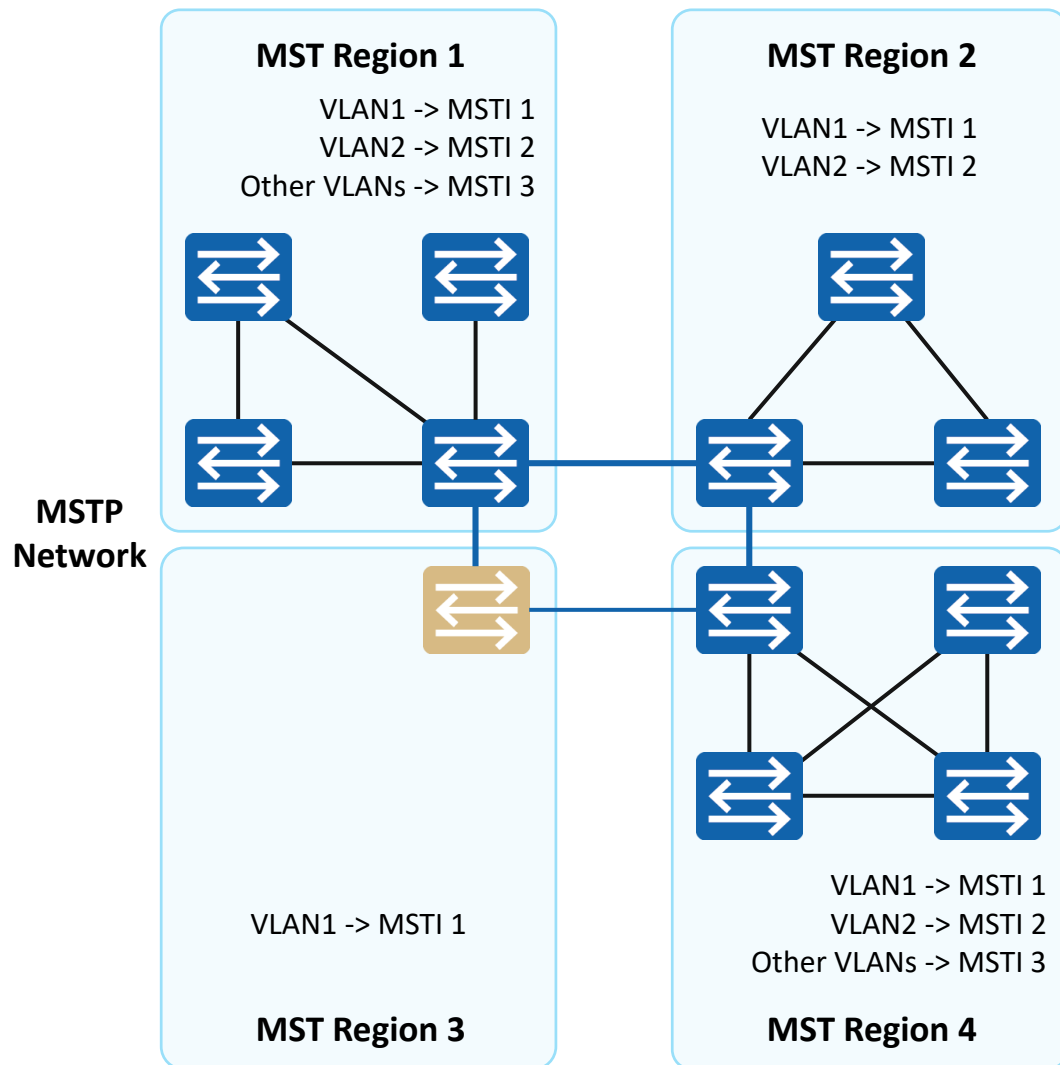 MST Region 1
VLAN1 -> MSTI 1
VLAN2 -> MSTI 2
Other VLANs -> MSTI 3
MST Region 2
VLAN1 -> MSTI 1
VLAN2 -> MSTI 2
MSTP
Network
VLAN1 -> MSTI 1
MST Region 3
VLAN1 -> MSTI 1
VLAN2 -> MSTI 2
Other VLANs -> MSTI 3
MST Region 4